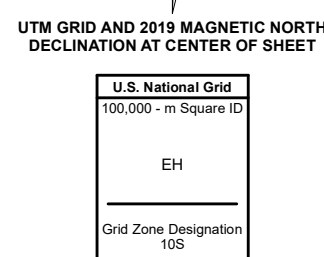 UTM GRID AND 2019 MAGNETIC NORTH
DECLINATION AT CENTER OF SHEET
U.S. National Grid
100,000 - m Square ID
EH
Grid Zone Designation
10S